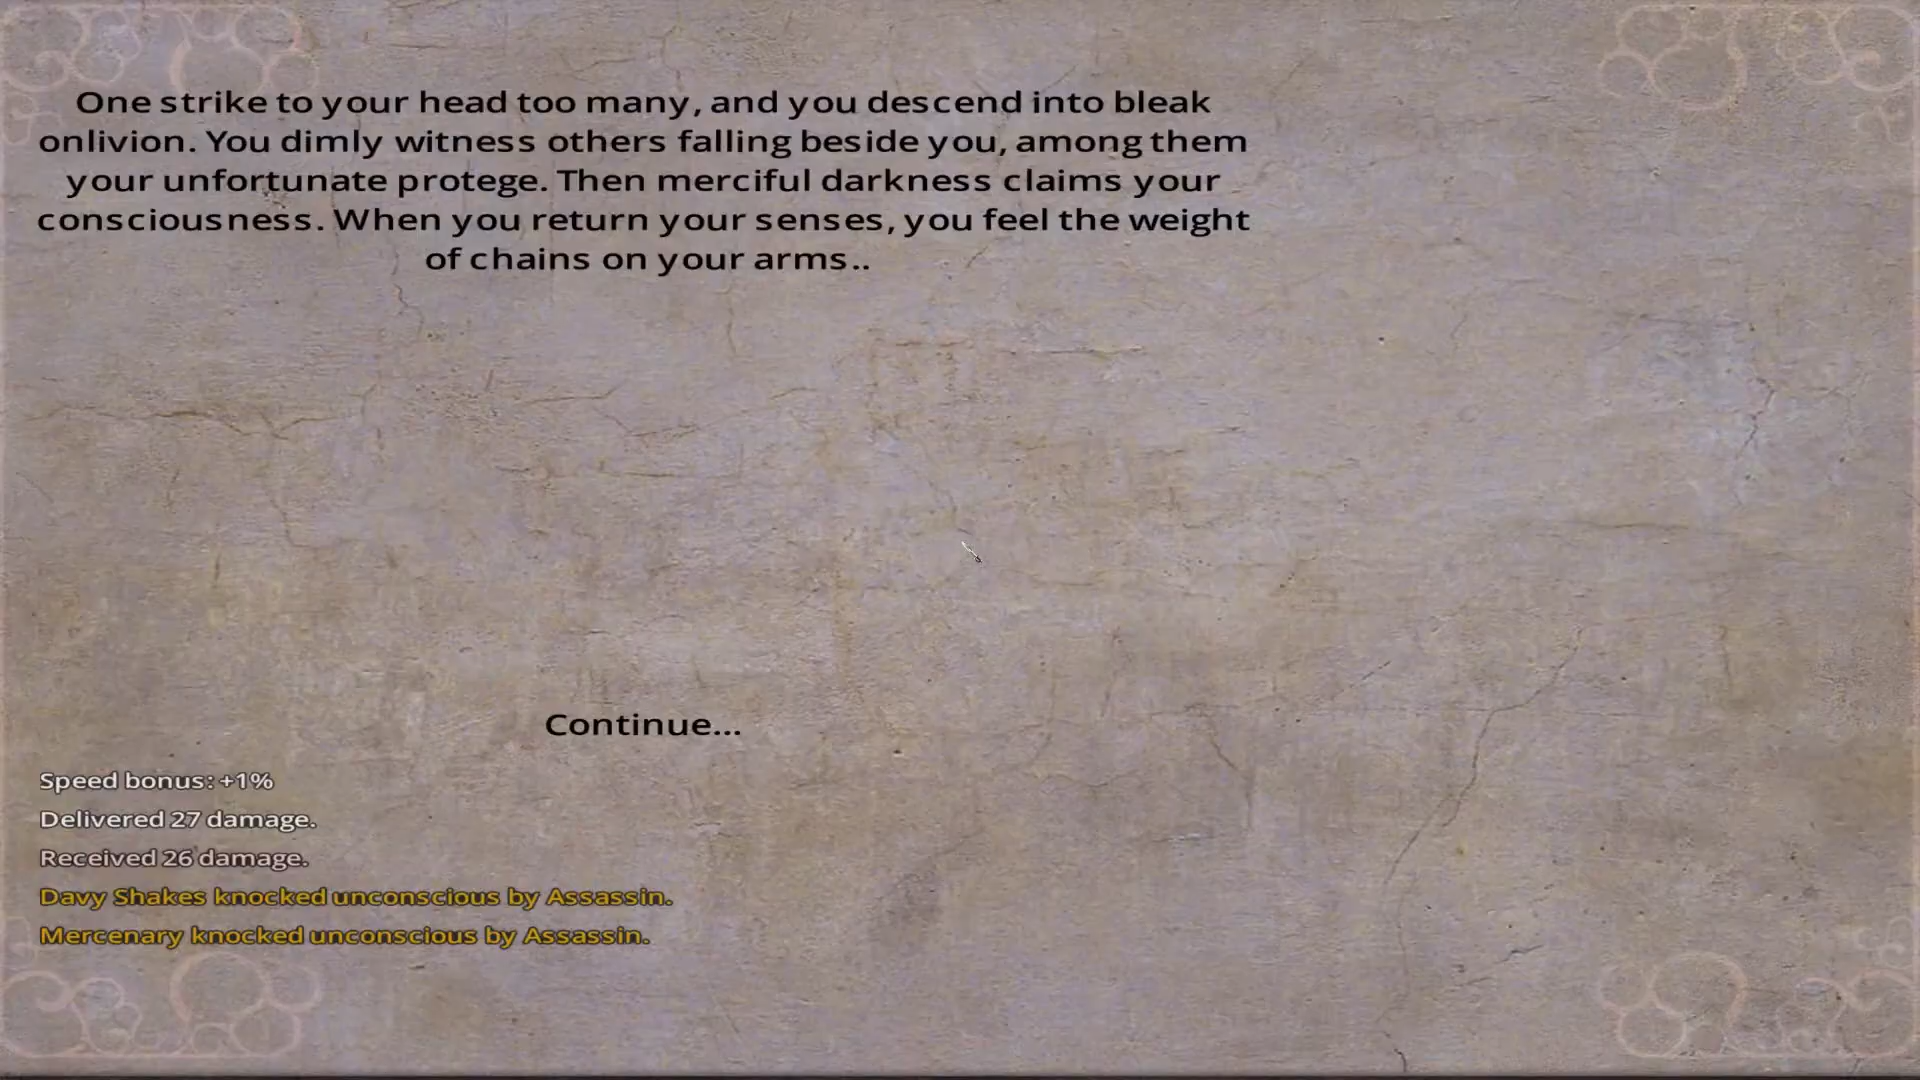 One strike to your head too many, and you descend into bleak
onlivion. You dimly witness others falling beside you, among them
your unfortunate protege. Then merciful darkness claims your
consciousness. When you return your senses, you feel the weight
of chains on your arms..
Continue...
Speed bonus: +1%
Delivered 27 damage.
Received 26 damage.
Davy Shakes knocked unconscious by Assassin.
Mercenary knocked unconscious by Assassin.